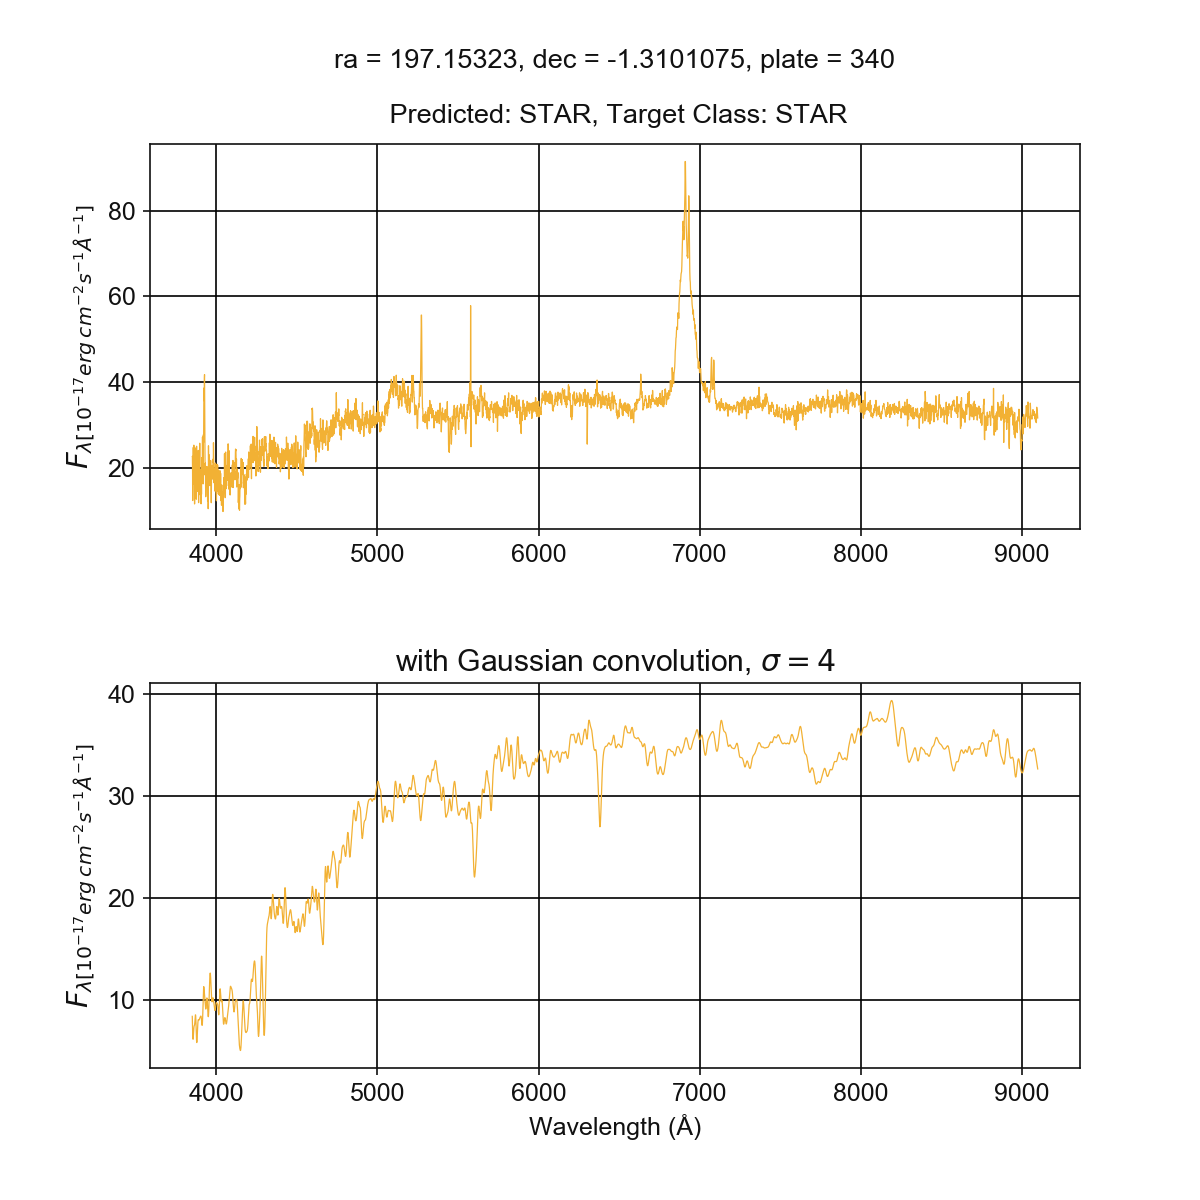 ra = 197.15323, dec = -1.3101075, plate = 340
Predicted: STAR, Target Class: STAR
F_λ[10^−17 erg cm^−2 s^−1 Å^−1]
80
60
40
20
4000 5000 6000 7000 8000 9000
with Gaussian convolution, σ = 4
F_λ[10^−17 erg cm^−2 s^−1 Å^−1]
40
30
20
10
4000 5000 6000 7000 8000 9000
Wavelength (Å)